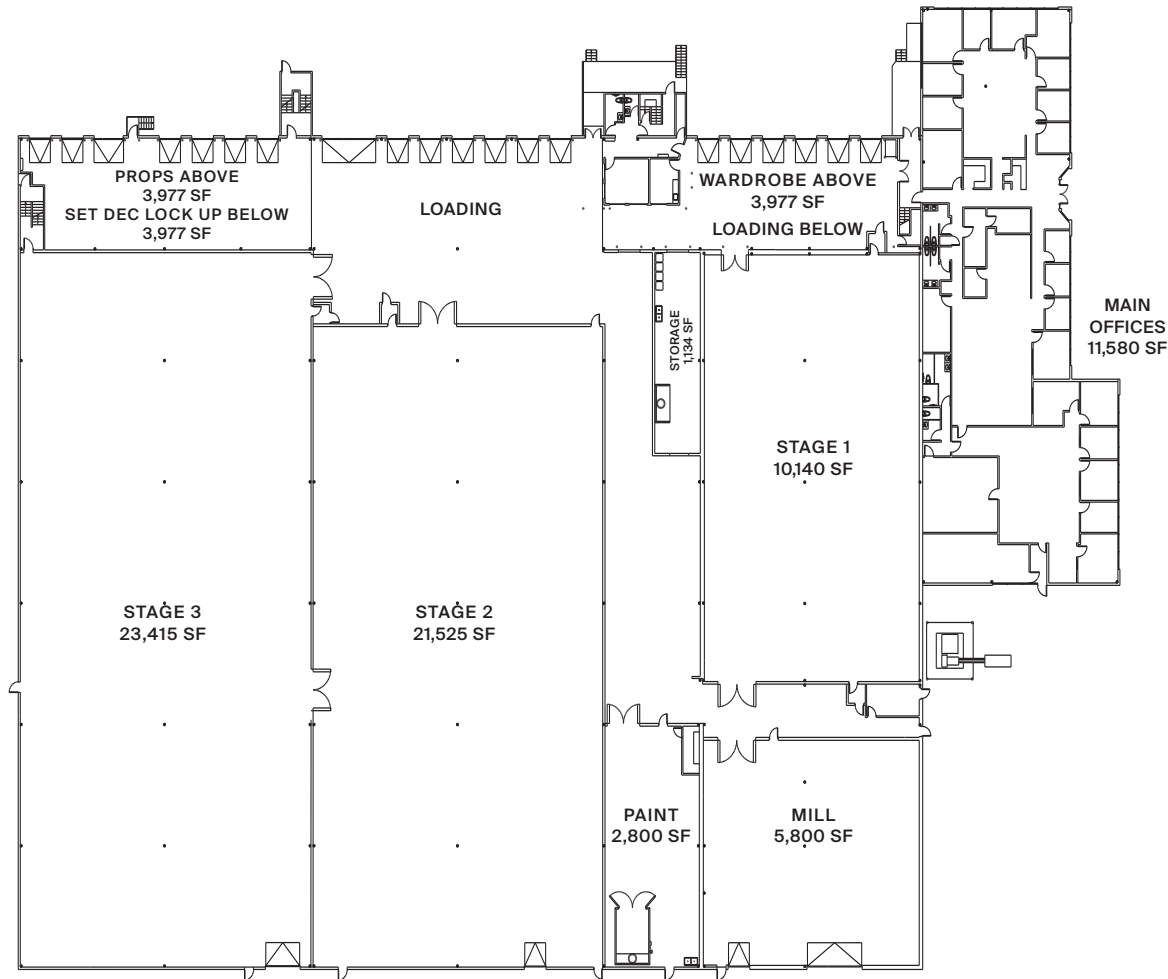 PROPS ABOVE
3,977 SF
SET DEC LOCK UP BELOW
3,977 SF
LOADING
WARDROBE ABOVE
3,977 SF
LOADING BELOW
STORAGE
1,134 SF
MAIN
OFFICES
11,580 SF
STAGE 1
10,140 SF
STAGE 3
23,415 SF
STAGE 2
21,525 SF
PAINT
2,800 SF
MILL
5,800 SF